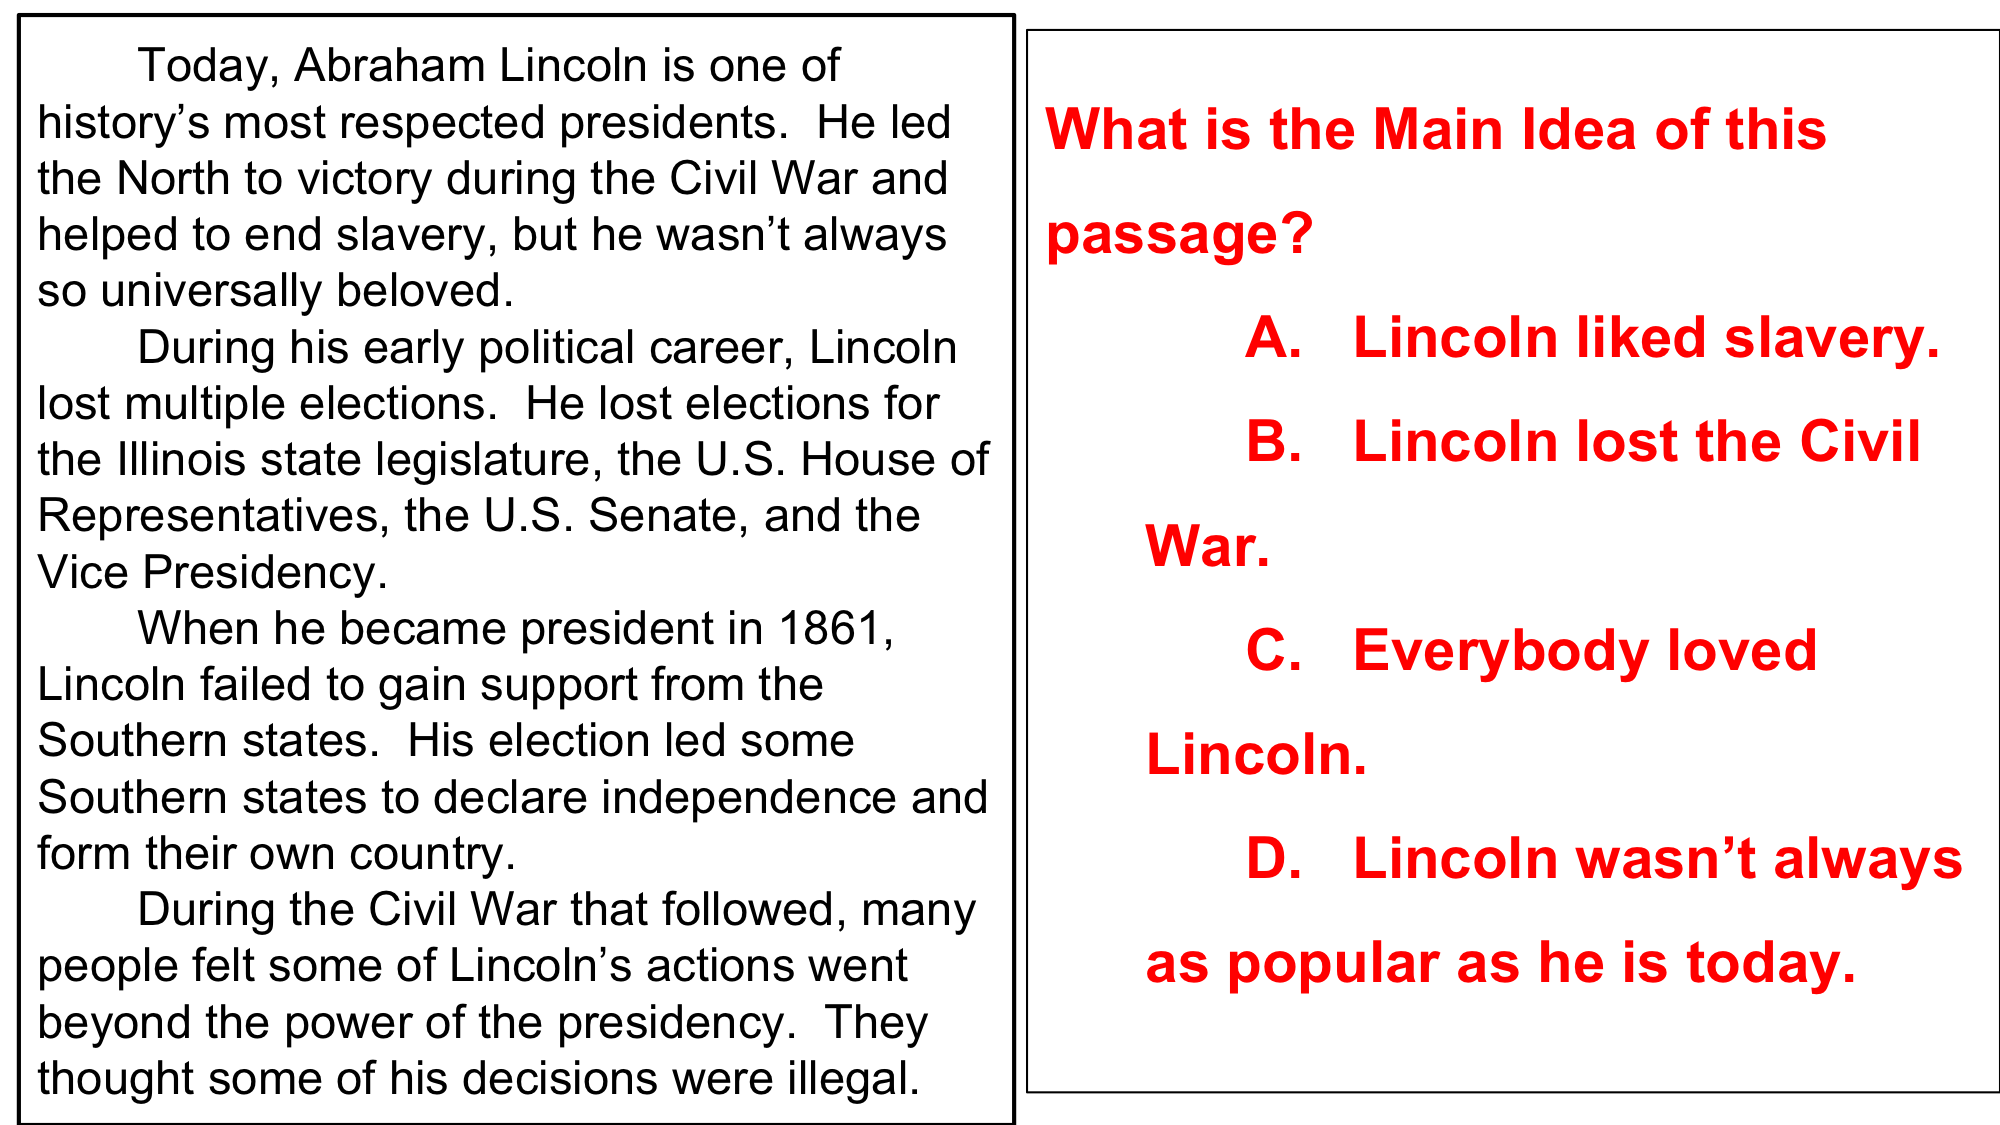 Today, Abraham Lincoln is one of
history’s most respected presidents.  He led
the North to victory during the Civil War and
helped to end slavery, but he wasn’t always
so universally beloved.
During his early political career, Lincoln
lost multiple elections.  He lost elections for
the Illinois state legislature, the U.S. House of
Representatives, the U.S. Senate, and the
Vice Presidency.
When he became president in 1861,
Lincoln failed to gain support from the
Southern states.  His election led some
Southern states to declare independence and
form their own country.
During the Civil War that followed, many
people felt some of Lincoln’s actions went
beyond the power of the presidency.  They
thought some of his decisions were illegal.
What is the Main Idea of this
passage?
A. Lincoln liked slavery.
B. Lincoln lost the Civil
War.
C. Everybody loved
Lincoln.
D. Lincoln wasn’t always
as popular as he is today.